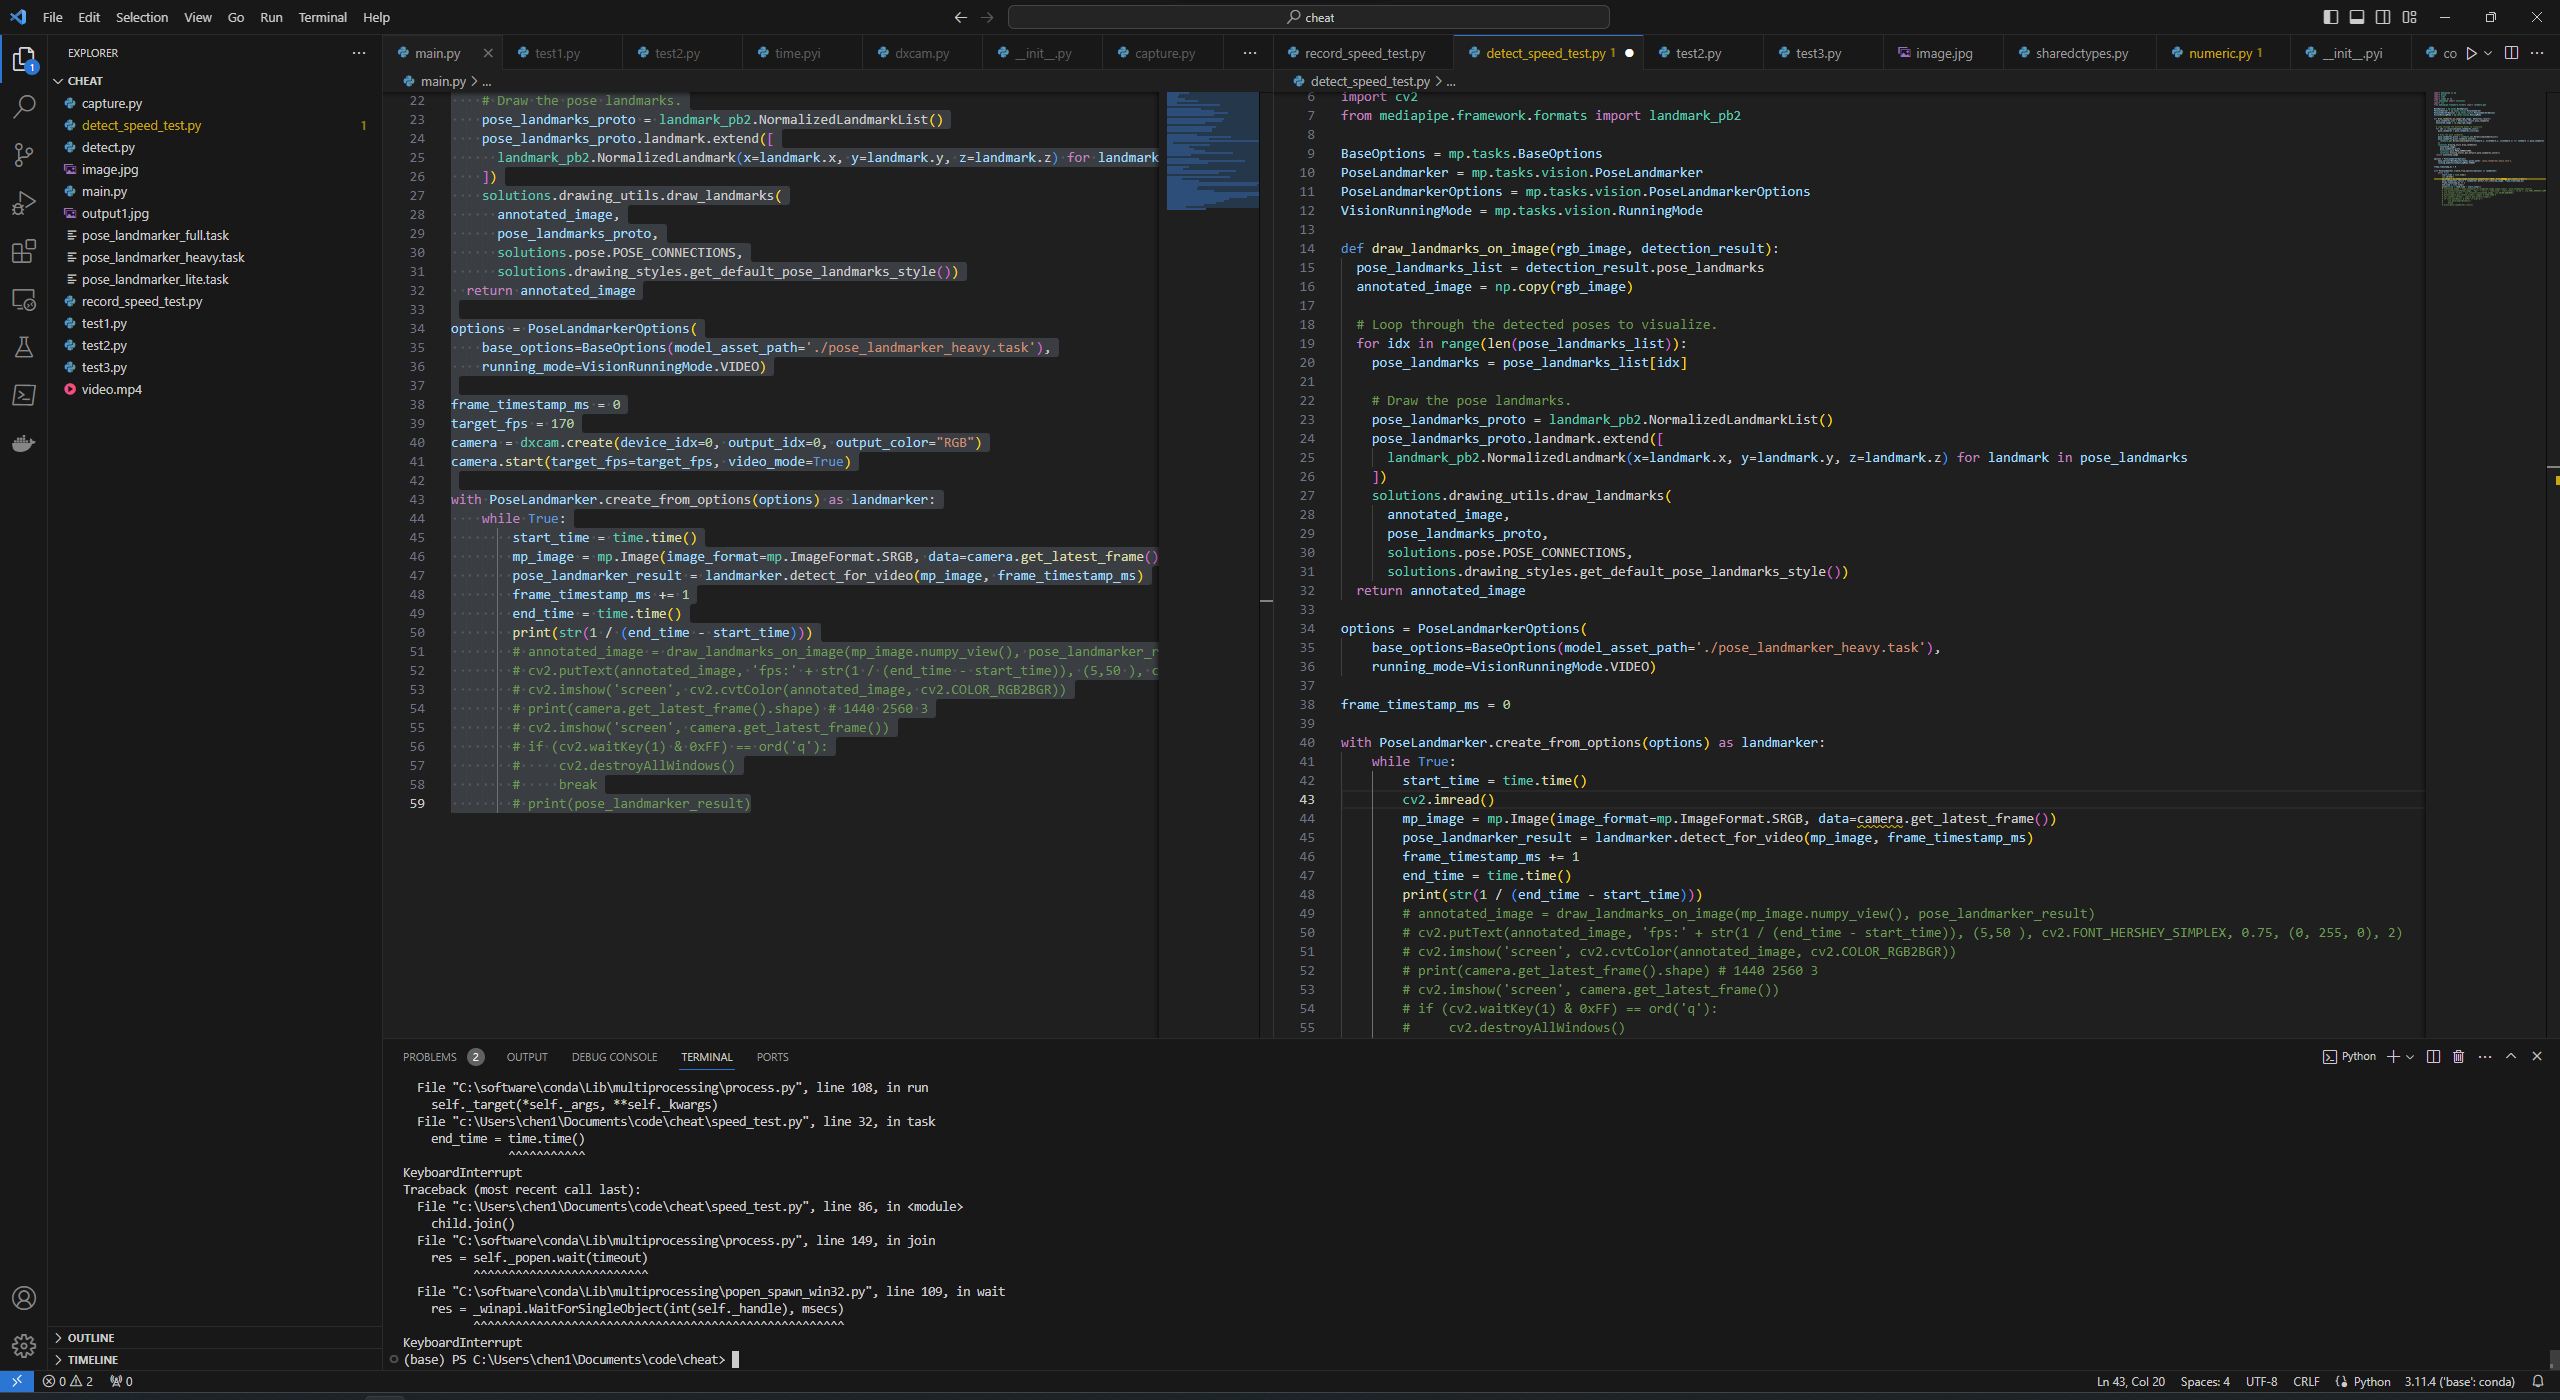 File Edit Selection View Go Run Terminal Help
cheat
EXPLORER
CHEAT
capture.py
detect_speed_test.py 1
detect.py
image.jpg
main.py
output1.jpg
pose_landmarker_full.task
pose_landmarker_heavy.task
pose_landmarker_lite.task
record_speed_test.py
test1.py
test2.py
test3.py
video.mp4
OUTLINE
TIMELINE
main.py test1.py test2.py time.pyi dxcam.py __init__.py capture.py
main.py > ...
22 # Draw the pose landmarks.
23 pose_landmarks_proto = landmark_pb2.NormalizedLandmarkList()
24 pose_landmarks_proto.landmark.extend([
25 landmark_pb2.NormalizedLandmark(x=landmark.x, y=landmark.y, z=landmark.z) for landmark
26 ])
27 solutions.drawing_utils.draw_landmarks(
28 annotated_image,
29 pose_landmarks_proto,
30 solutions.pose.POSE_CONNECTIONS,
31 solutions.drawing_styles.get_default_pose_landmarks_style())
32 return annotated_image
33
34 options = PoseLandmarkerOptions(
35 base_options=BaseOptions(model_asset_path='./pose_landmarker_heavy.task'),
36 running_mode=VisionRunningMode.VIDEO)
37
38 frame_timestamp_ms = 0
39 target_fps = 170
40 camera = dxcam.create(device_idx=0, output_idx=0, output_color="RGB")
41 camera.start(target_fps=target_fps, video_mode=True)
42
43 with PoseLandmarker.create_from_options(options) as landmarker:
44 while True:
45 start_time = time.time()
46 mp_image = mp.Image(image_format=mp.ImageFormat.SRGB, data=camera.get_latest_frame()
47 pose_landmarker_result = landmarker.detect_for_video(mp_image, frame_timestamp_ms)
48 frame_timestamp_ms += 1
49 end_time = time.time()
50 print(str(1 / (end_time - start_time)))
51 # annotated_image = draw_landmarks_on_image(mp_image.numpy_view(), pose_landmarker_r
52 # cv2.putText(annotated_image, 'fps:' + str(1 / (end_time - start_time)), (5,50 ), c
53 # cv2.imshow('screen', cv2.cvtColor(annotated_image, cv2.COLOR_RGB2BGR))
54 # print(camera.get_latest_frame().shape) # 1440 2560 3
55 # cv2.imshow('screen', camera.get_latest_frame())
56 # if (cv2.waitKey(1) & 0xFF) == ord('q'):
57 # cv2.destroyAllWindows()
58 # break
59 # print(pose_landmarker_result)
record_speed_test.py detect_speed_test.py 1 test2.py test3.py image.jpg sharedctypes.py numeric.py 1 __init__.pyi co
detect_speed_test.py > ...
6 import cv2
7 from mediapipe.framework.formats import landmark_pb2
8
9 BaseOptions = mp.tasks.BaseOptions
10 PoseLandmarker = mp.tasks.vision.PoseLandmarker
11 PoseLandmarkerOptions = mp.tasks.vision.PoseLandmarkerOptions
12 VisionRunningMode = mp.tasks.vision.RunningMode
13
14 def draw_landmarks_on_image(rgb_image, detection_result):
15 pose_landmarks_list = detection_result.pose_landmarks
16 annotated_image = np.copy(rgb_image)
17
18 # Loop through the detected poses to visualize.
19 for idx in range(len(pose_landmarks_list)):
20 pose_landmarks = pose_landmarks_list[idx]
21
22 # Draw the pose landmarks.
23 pose_landmarks_proto = landmark_pb2.NormalizedLandmarkList()
24 pose_landmarks_proto.landmark.extend([
25 landmark_pb2.NormalizedLandmark(x=landmark.x, y=landmark.y, z=landmark.z) for landmark in pose_landmarks
26 ])
27 solutions.drawing_utils.draw_landmarks(
28 annotated_image,
29 pose_landmarks_proto,
30 solutions.pose.POSE_CONNECTIONS,
31 solutions.drawing_styles.get_default_pose_landmarks_style())
32 return annotated_image
33
34 options = PoseLandmarkerOptions(
35 base_options=BaseOptions(model_asset_path='./pose_landmarker_heavy.task'),
36 running_mode=VisionRunningMode.VIDEO)
37
38 frame_timestamp_ms = 0
39
40 with PoseLandmarker.create_from_options(options) as landmarker:
41 while True:
42 start_time = time.time()
43 cv2.imread()
44 mp_image = mp.Image(image_format=mp.ImageFormat.SRGB, data=camera.get_latest_frame())
45 pose_landmarker_result = landmarker.detect_for_video(mp_image, frame_timestamp_ms)
46 frame_timestamp_ms += 1
47 end_time = time.time()
48 print(str(1 / (end_time - start_time)))
49 # annotated_image = draw_landmarks_on_image(mp_image.numpy_view(), pose_landmarker_result)
50 # cv2.putText(annotated_image, 'fps:' + str(1 / (end_time - start_time)), (5,50 ), cv2.FONT_HERSHEY_SIMPLEX, 0.75, (0, 255, 0), 2)
51 # cv2.imshow('screen', cv2.cvtColor(annotated_image, cv2.COLOR_RGB2BGR))
52 # print(camera.get_latest_frame().shape) # 1440 2560 3
53 # cv2.imshow('screen', camera.get_latest_frame())
54 # if (cv2.waitKey(1) & 0xFF) == ord('q'):
55 # cv2.destroyAllWindows()
PROBLEMS 2 OUTPUT DEBUG CONSOLE TERMINAL PORTS
Python
File "C:\software\conda\Lib\multiprocessing\process.py", line 108, in run
self._target(*self._args, **self._kwargs)
File "c:\Users\chen1\Documents\code\cheat\speed_test.py", line 32, in task
end_time = time.time()
^^^^^^^^^^^
KeyboardInterrupt
Traceback (most recent call last):
File "c:\Users\chen1\Documents\code\cheat\speed_test.py", line 86, in <module>
child.join()
File "C:\software\conda\Lib\multiprocessing\process.py", line 149, in join
res = self._popen.wait(timeout)
^^^^^^^^^^^^^^^^^^^^^^^^^
File "C:\software\conda\Lib\multiprocessing\popen_spawn_win32.py", line 109, in wait
res = _winapi.WaitForSingleObject(int(self._handle), msecs)
^^^^^^^^^^^^^^^^^^^^^^^^^^^^^^^^^^^^^^^^^^^^^^^^^^^^^
KeyboardInterrupt
(base) PS C:\Users\chen1\Documents\code\cheat>
0 2 0
Ln 43, Col 20 Spaces: 4 UTF-8 CRLF Python 3.11.4 ('base': conda)